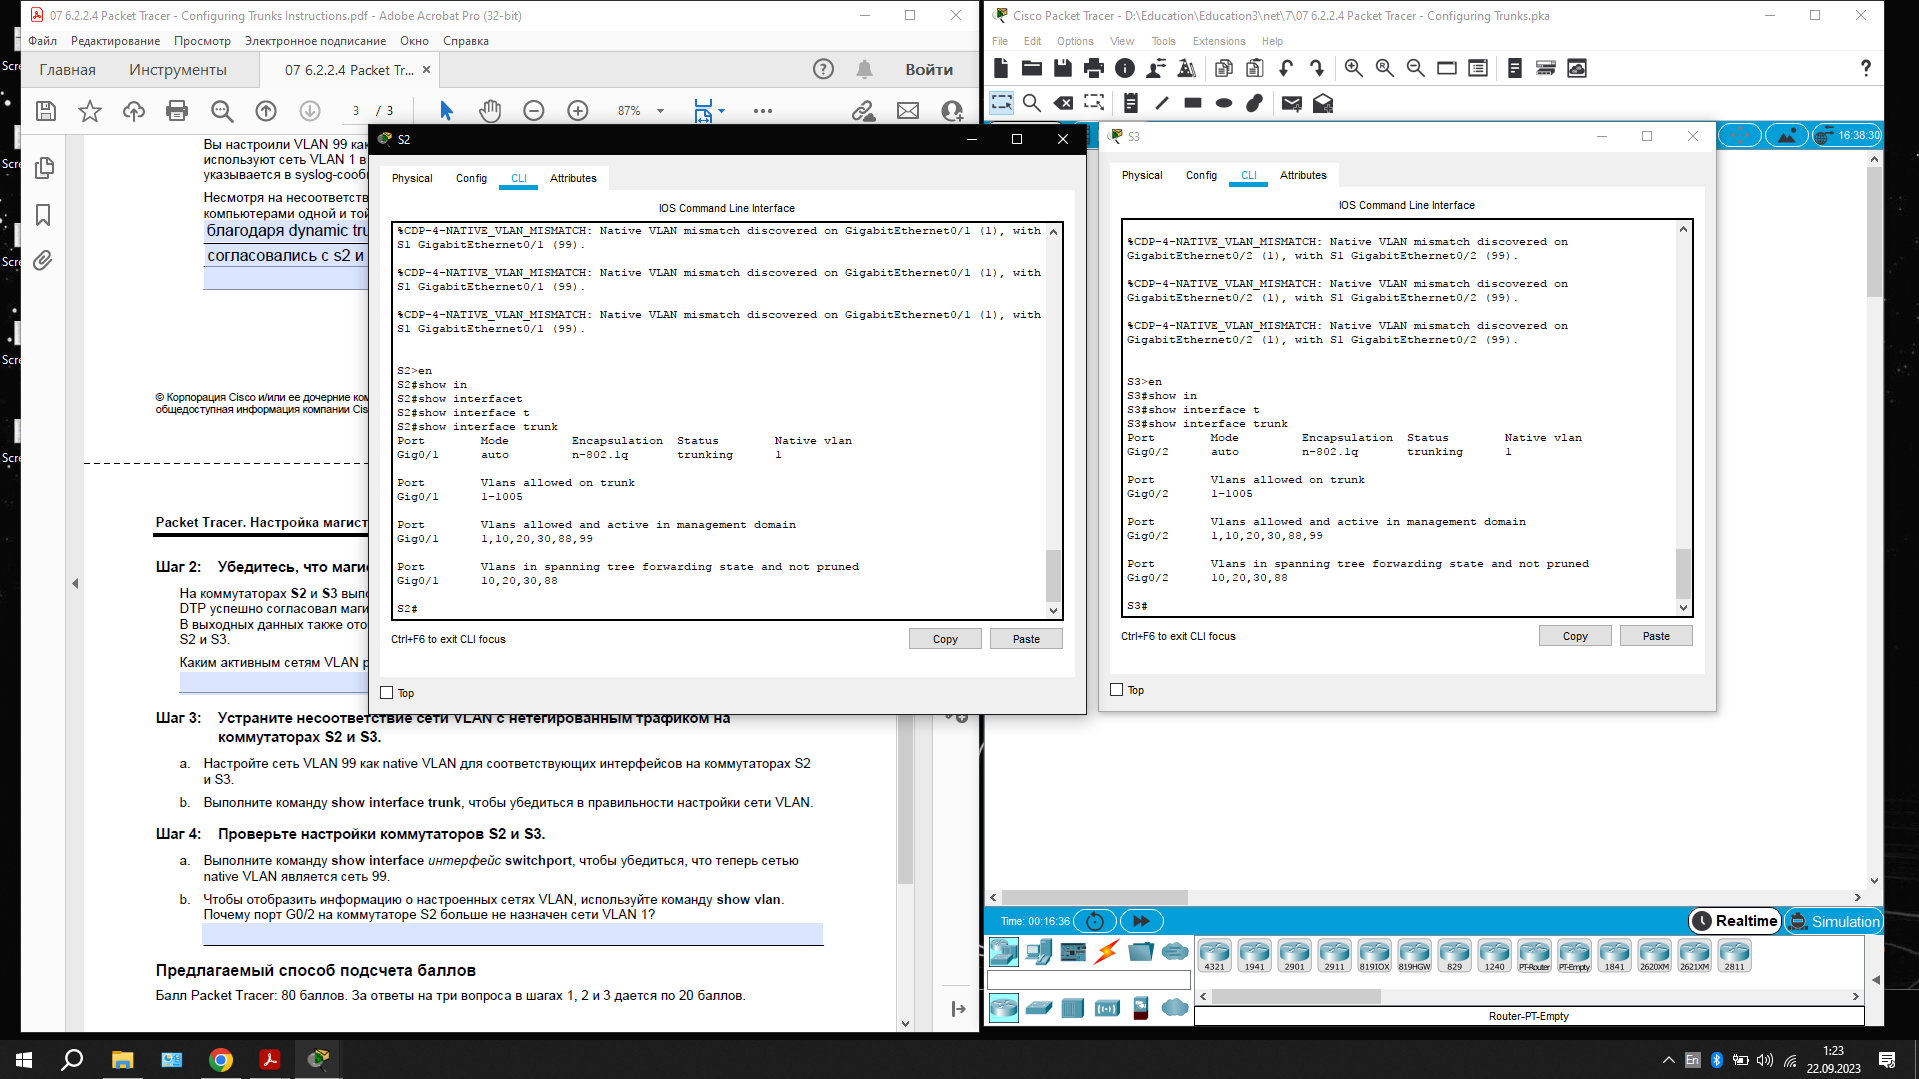 07 6.2.2.4 Packet Tracer - Configuring Trunks Instructions.pdf - Adobe Acrobat Pro (32-bit)
Файл Редактирование Просмотр Электронное подписание Окно Справка
Главная Инструменты 07 6.2.2.4 Packet Tr... × Войти
3 / 3 87%
Вы настроили VLAN 99 как
используют сеть VLAN 1 в
указывается в syslog-сооб
Несмотря на несоответств
компьютерами одной и той
благодаря dynamic tru
согласовались с s2 и
© Корпорация Cisco и/или ее дочерние ком
общедоступная информация компании Cis
Packet Tracer. Настройка магист
Шаг 2: Убедитесь, что маги
На коммутаторах S2 и S3 выпо
DTP успешно согласовал маги
В выходных данных также ото
S2 и S3.
Каким активным сетям VLAN р
Шаг 3: Устраните несоответствие сети VLAN с нетегированным трафиком на
коммутаторах S2 и S3.
a. Настройте сеть VLAN 99 как native VLAN для соответствующих интерфейсов на коммутаторах S2
и S3.
b. Выполните команду show interface trunk, чтобы убедиться в правильности настройки сети VLAN.
Шаг 4: Проверьте настройки коммутаторов S2 и S3.
a. Выполните команду show interface интерфейс switchport, чтобы убедиться, что теперь сетью
native VLAN является сеть 99.
b. Чтобы отобразить информацию о настроенных сетях VLAN, используйте команду show vlan.
Почему порт G0/2 на коммутаторе S2 больше не назначен сети VLAN 1?
Предлагаемый способ подсчета баллов
Балл Packet Tracer: 80 баллов. За ответы на три вопроса в шагах 1, 2 и 3 дается по 20 баллов.
S2
Physical Config CLI Attributes
IOS Command Line Interface
%CDP-4-NATIVE_VLAN_MISMATCH: Native VLAN mismatch discovered on GigabitEthernet0/1 (1), with
S1 GigabitEthernet0/1 (99).
%CDP-4-NATIVE_VLAN_MISMATCH: Native VLAN mismatch discovered on GigabitEthernet0/1 (1), with
S1 GigabitEthernet0/1 (99).
%CDP-4-NATIVE_VLAN_MISMATCH: Native VLAN mismatch discovered on GigabitEthernet0/1 (1), with
S1 GigabitEthernet0/1 (99).
S2>en
S2#show in
S2#show interfacet
S2#show interface t
S2#show interface trunk
Port Mode Encapsulation Status Native vlan
Gig0/1 auto n-802.1q trunking 1
Port Vlans allowed on trunk
Gig0/1 1-1005
Port Vlans allowed and active in management domain
Gig0/1 1,10,20,30,88,99
Port Vlans in spanning tree forwarding state and not pruned
Gig0/1 10,20,30,88
S2#
Ctrl+F6 to exit CLI focus Copy Paste
Top
Cisco Packet Tracer - D:\Education\Education3\net\7\07 6.2.2.4 Packet Tracer - Configuring Trunks.pka
File Edit Options View Tools Extensions Help
16:38:30
S3
Physical Config CLI Attributes
IOS Command Line Interface
%CDP-4-NATIVE_VLAN_MISMATCH: Native VLAN mismatch discovered on
GigabitEthernet0/2 (1), with S1 GigabitEthernet0/2 (99).
%CDP-4-NATIVE_VLAN_MISMATCH: Native VLAN mismatch discovered on
GigabitEthernet0/2 (1), with S1 GigabitEthernet0/2 (99).
%CDP-4-NATIVE_VLAN_MISMATCH: Native VLAN mismatch discovered on
GigabitEthernet0/2 (1), with S1 GigabitEthernet0/2 (99).
S3>en
S3#show in
S3#show interface t
S3#show interface trunk
Port Mode Encapsulation Status Native vlan
Gig0/2 auto n-802.1q trunking 1
Port Vlans allowed on trunk
Gig0/2 1-1005
Port Vlans allowed and active in management domain
Gig0/2 1,10,20,30,88,99
Port Vlans in spanning tree forwarding state and not pruned
Gig0/2 10,20,30,88
S3#
Ctrl+F6 to exit CLI focus Copy Paste
Top
Time: 00:16:36 Realtime Simulation
4321 1941 2901 2911 819IOX 819HGW 829 1240 PT-Router PT-Empty 1841 2620XM 2621XM 2811
Router-PT-Empty
Scre
Scre
Scre
Scre
Scre
En
1:23
22.09.2023